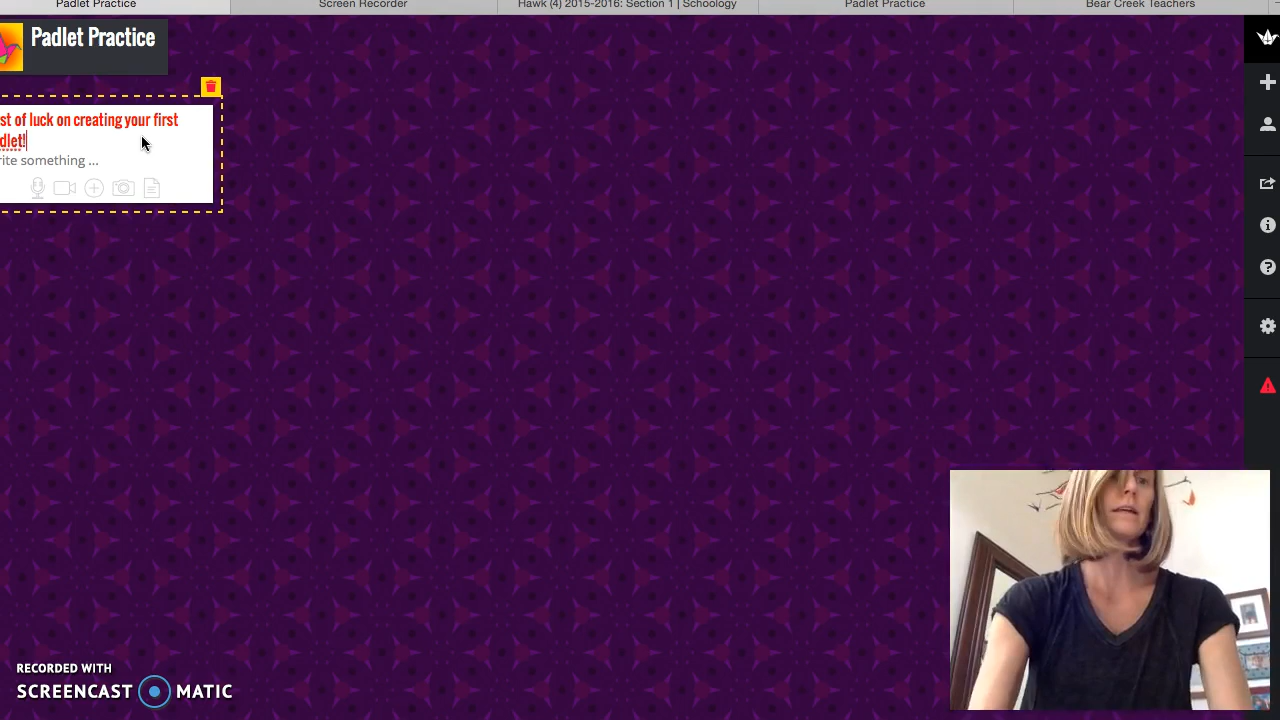 Padlet Practice
Screen Recorder
Hawk (4) 2015-2016: Section 1 | Schoology
Padlet Practice
Bear Creek Teachers
Padlet Practice
st of luck on creating your first
dlet!
rite something ...
RECORDED WITH
SCREENCAST MATIC